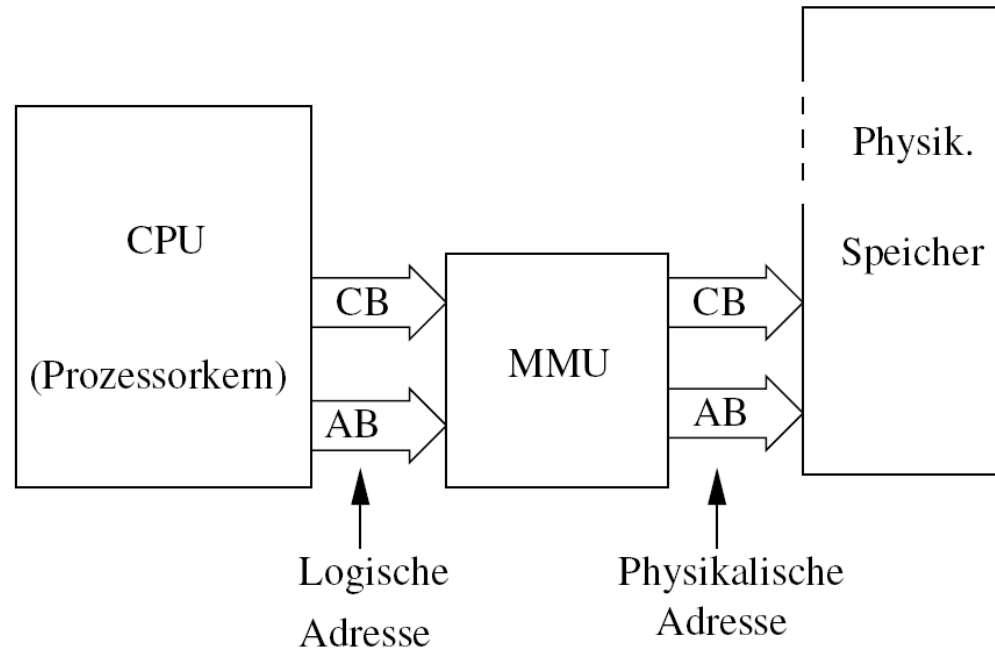 CPU
(Prozessorkern)
CB
AB
MMU
CB
AB
Physik.
Speicher
Logische
Adresse
Physikalische
Adresse